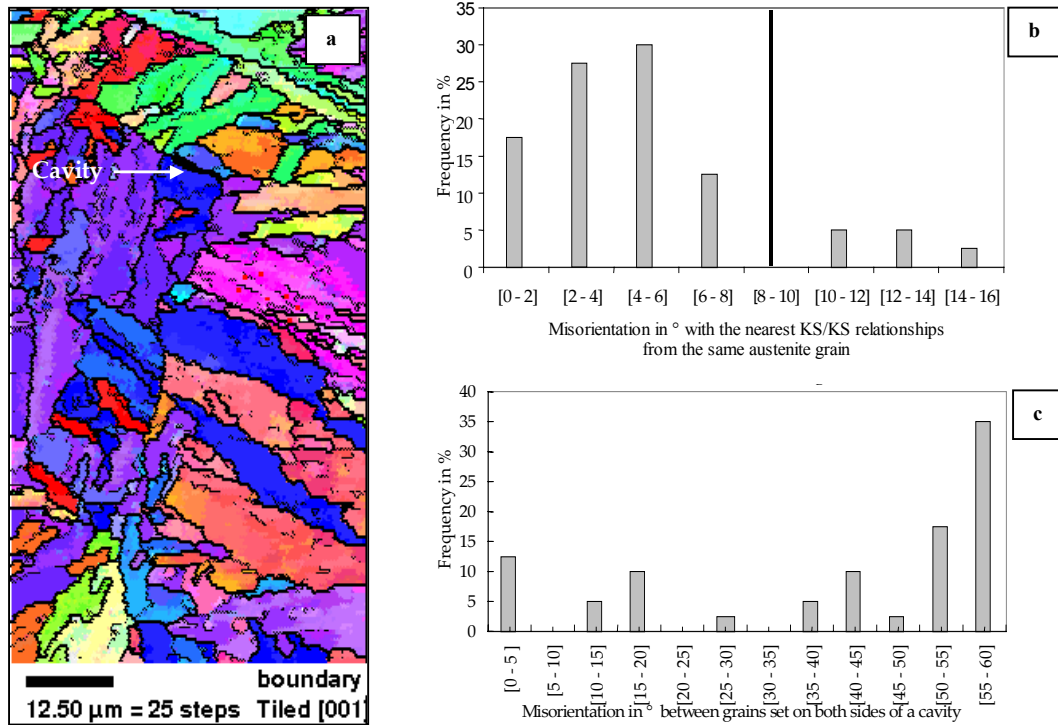 a
Cavity
boundary
12.50 µm = 25 steps Tiled [001]
b
Frequency in %
35
30
25
20
15
10
5
0
[0 - 2] [2 - 4] [4 - 6] [6 - 8] [8 - 10] [10 - 12] [12 - 14] [14 - 16]
Misorientation in ° with the nearest KS/KS relationships
from the same austenite grain
c
Frequency in %
40
35
30
25
20
15
10
5
0
[0 - 5 ] [5 - 10] [10 - 15] [15 - 20] [20 - 25] [25 - 30] [30 - 35] [35 - 40] [40 - 45] [45 - 50] [50 - 55] [55 - 60]
Misorientation in ° between grains set on both sides of a cavity